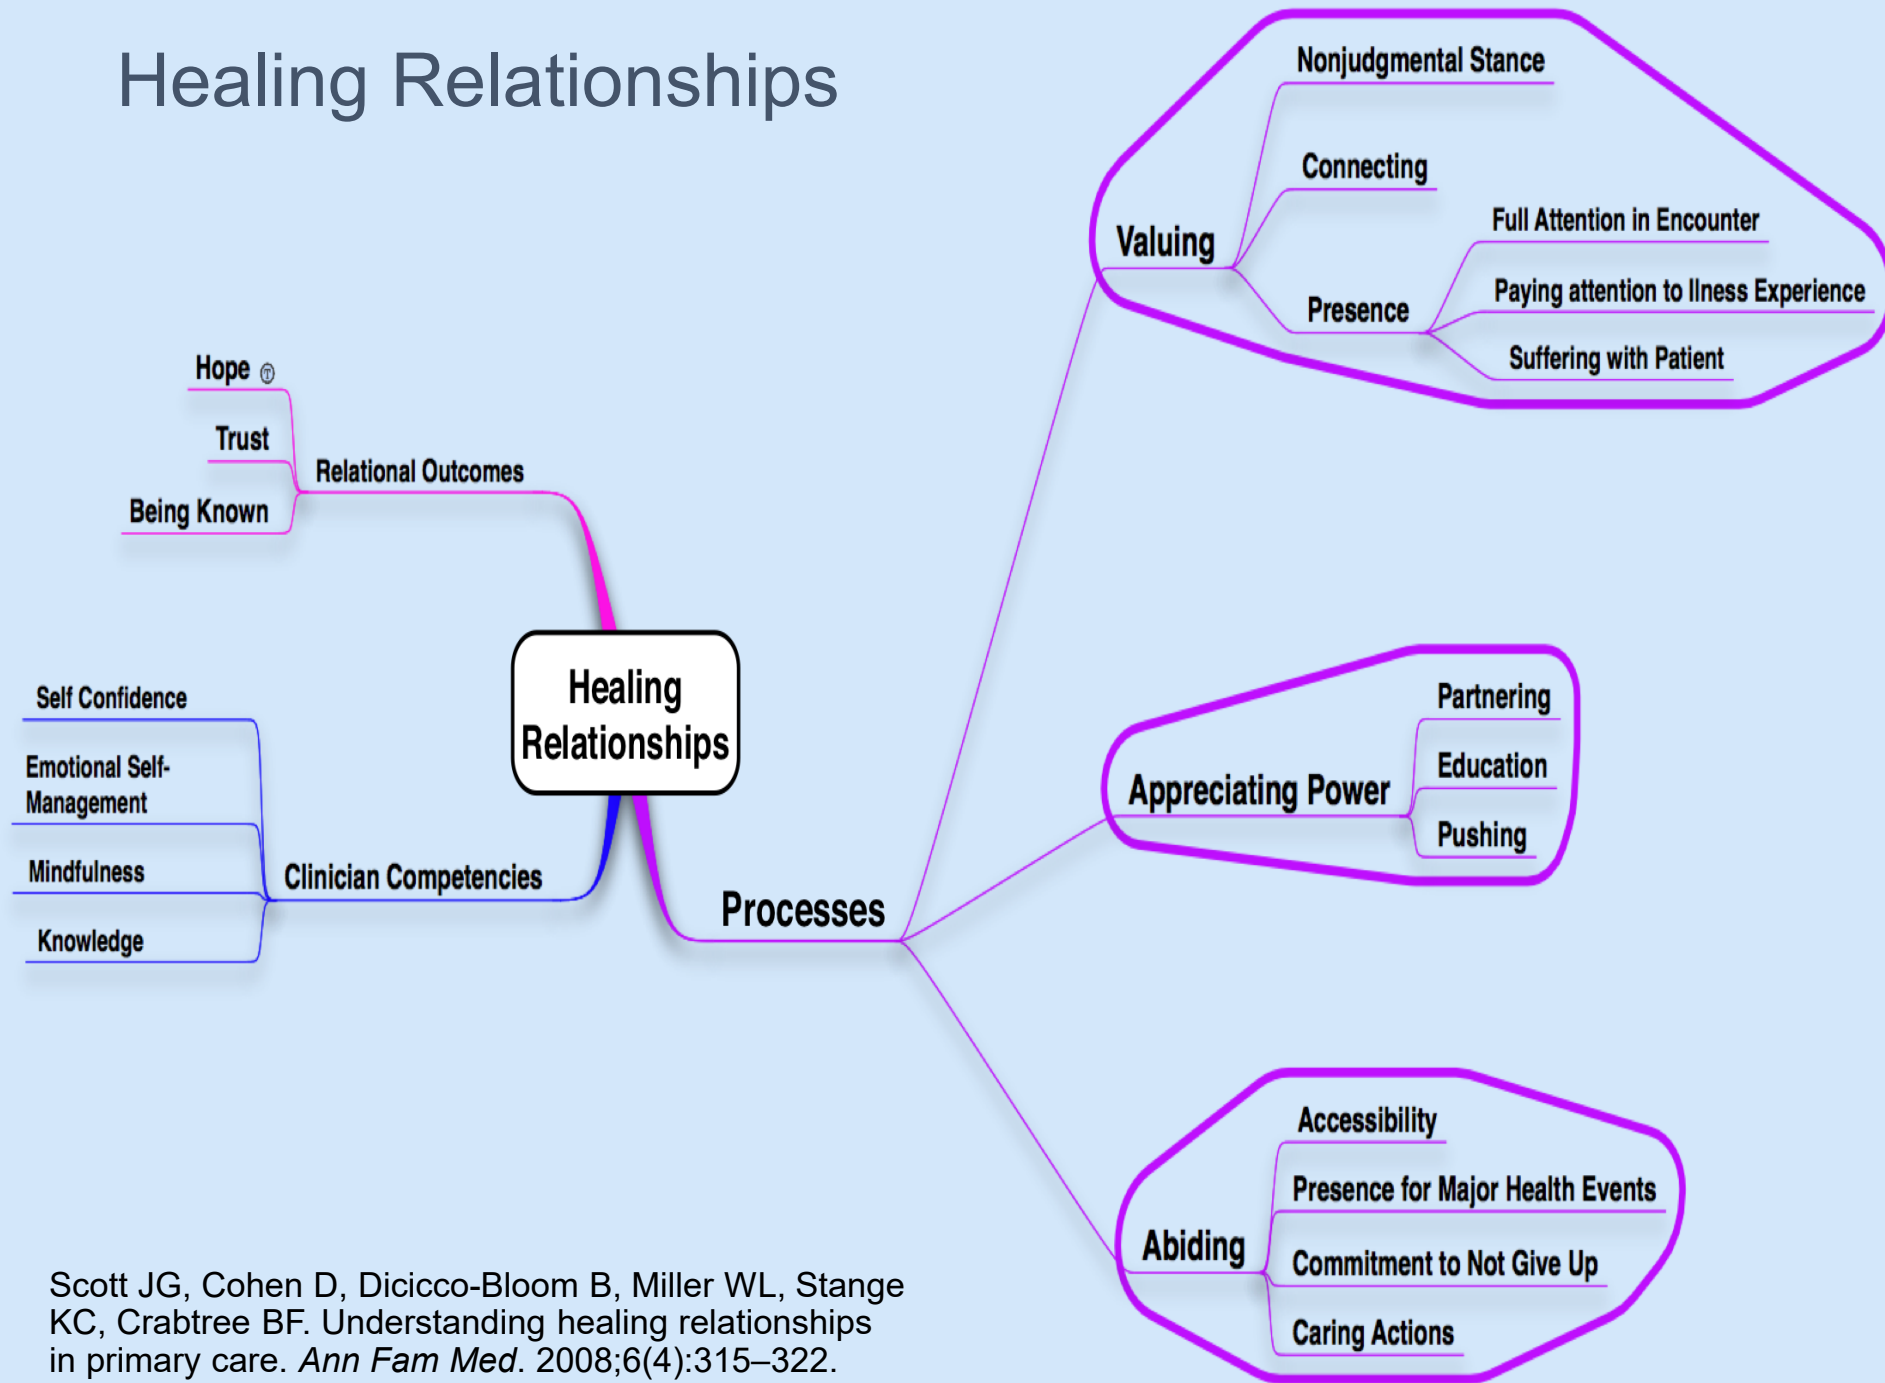 Healing Relationships
Nonjudgmental Stance
Connecting
Valuing
Full Attention in Encounter
Paying attention to Ilness Experience
Presence
Suffering with Patient
Hope Ⓣ
Trust
Relational Outcomes
Being Known
Healing
Relationships
Self Confidence
Emotional Self-
Management
Mindfulness
Clinician Competencies
Knowledge
Processes
Partnering
Education
Appreciating Power
Pushing
Accessibility
Presence for Major Health Events
Abiding
Commitment to Not Give Up
Caring Actions
Scott JG, Cohen D, Dicicco-Bloom B, Miller WL, Stange
KC, Crabtree BF. Understanding healing relationships
in primary care. Ann Fam Med. 2008;6(4):315–322.